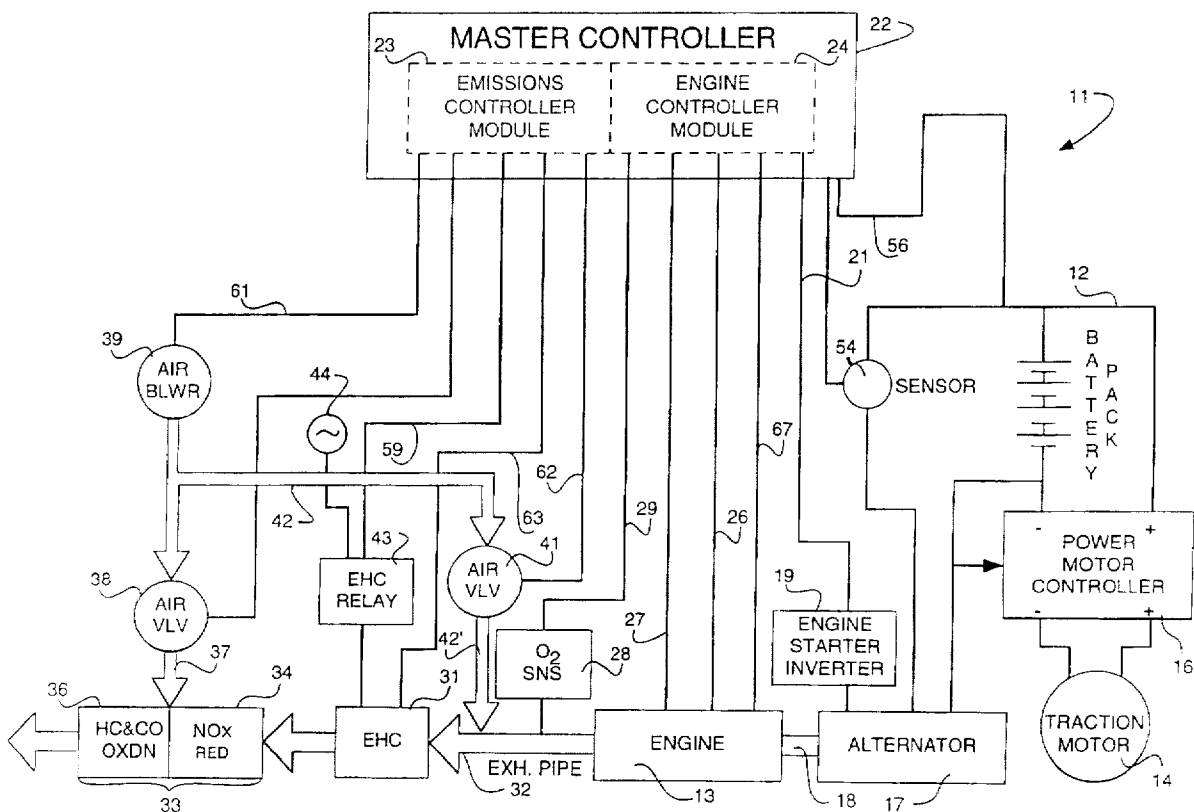 MASTER CONTROLLER
22
23
24
EMISSIONS
CONTROLLER
MODULE
ENGINE
CONTROLLER
MODULE
11
56
21
12
61
39
AIR
BLWR
44
54
SENSOR
BATTERY
PACK
59
67
62
63
29
26
42
43
41
AIR
VLV
38
AIR
VLV
EHC
RELAY
-
+
POWER
MOTOR
CONTROLLER
-
+
16
19
ENGINE
STARTER
INVERTER
27
42'
O2
SNS
28
37
36
34
31
HC&CO
OXDN
NOx
RED
EHC
ENGINE
ALTERNATOR
TRACTION
MOTOR
EXH. PIPE
33
32
13
18
17
14